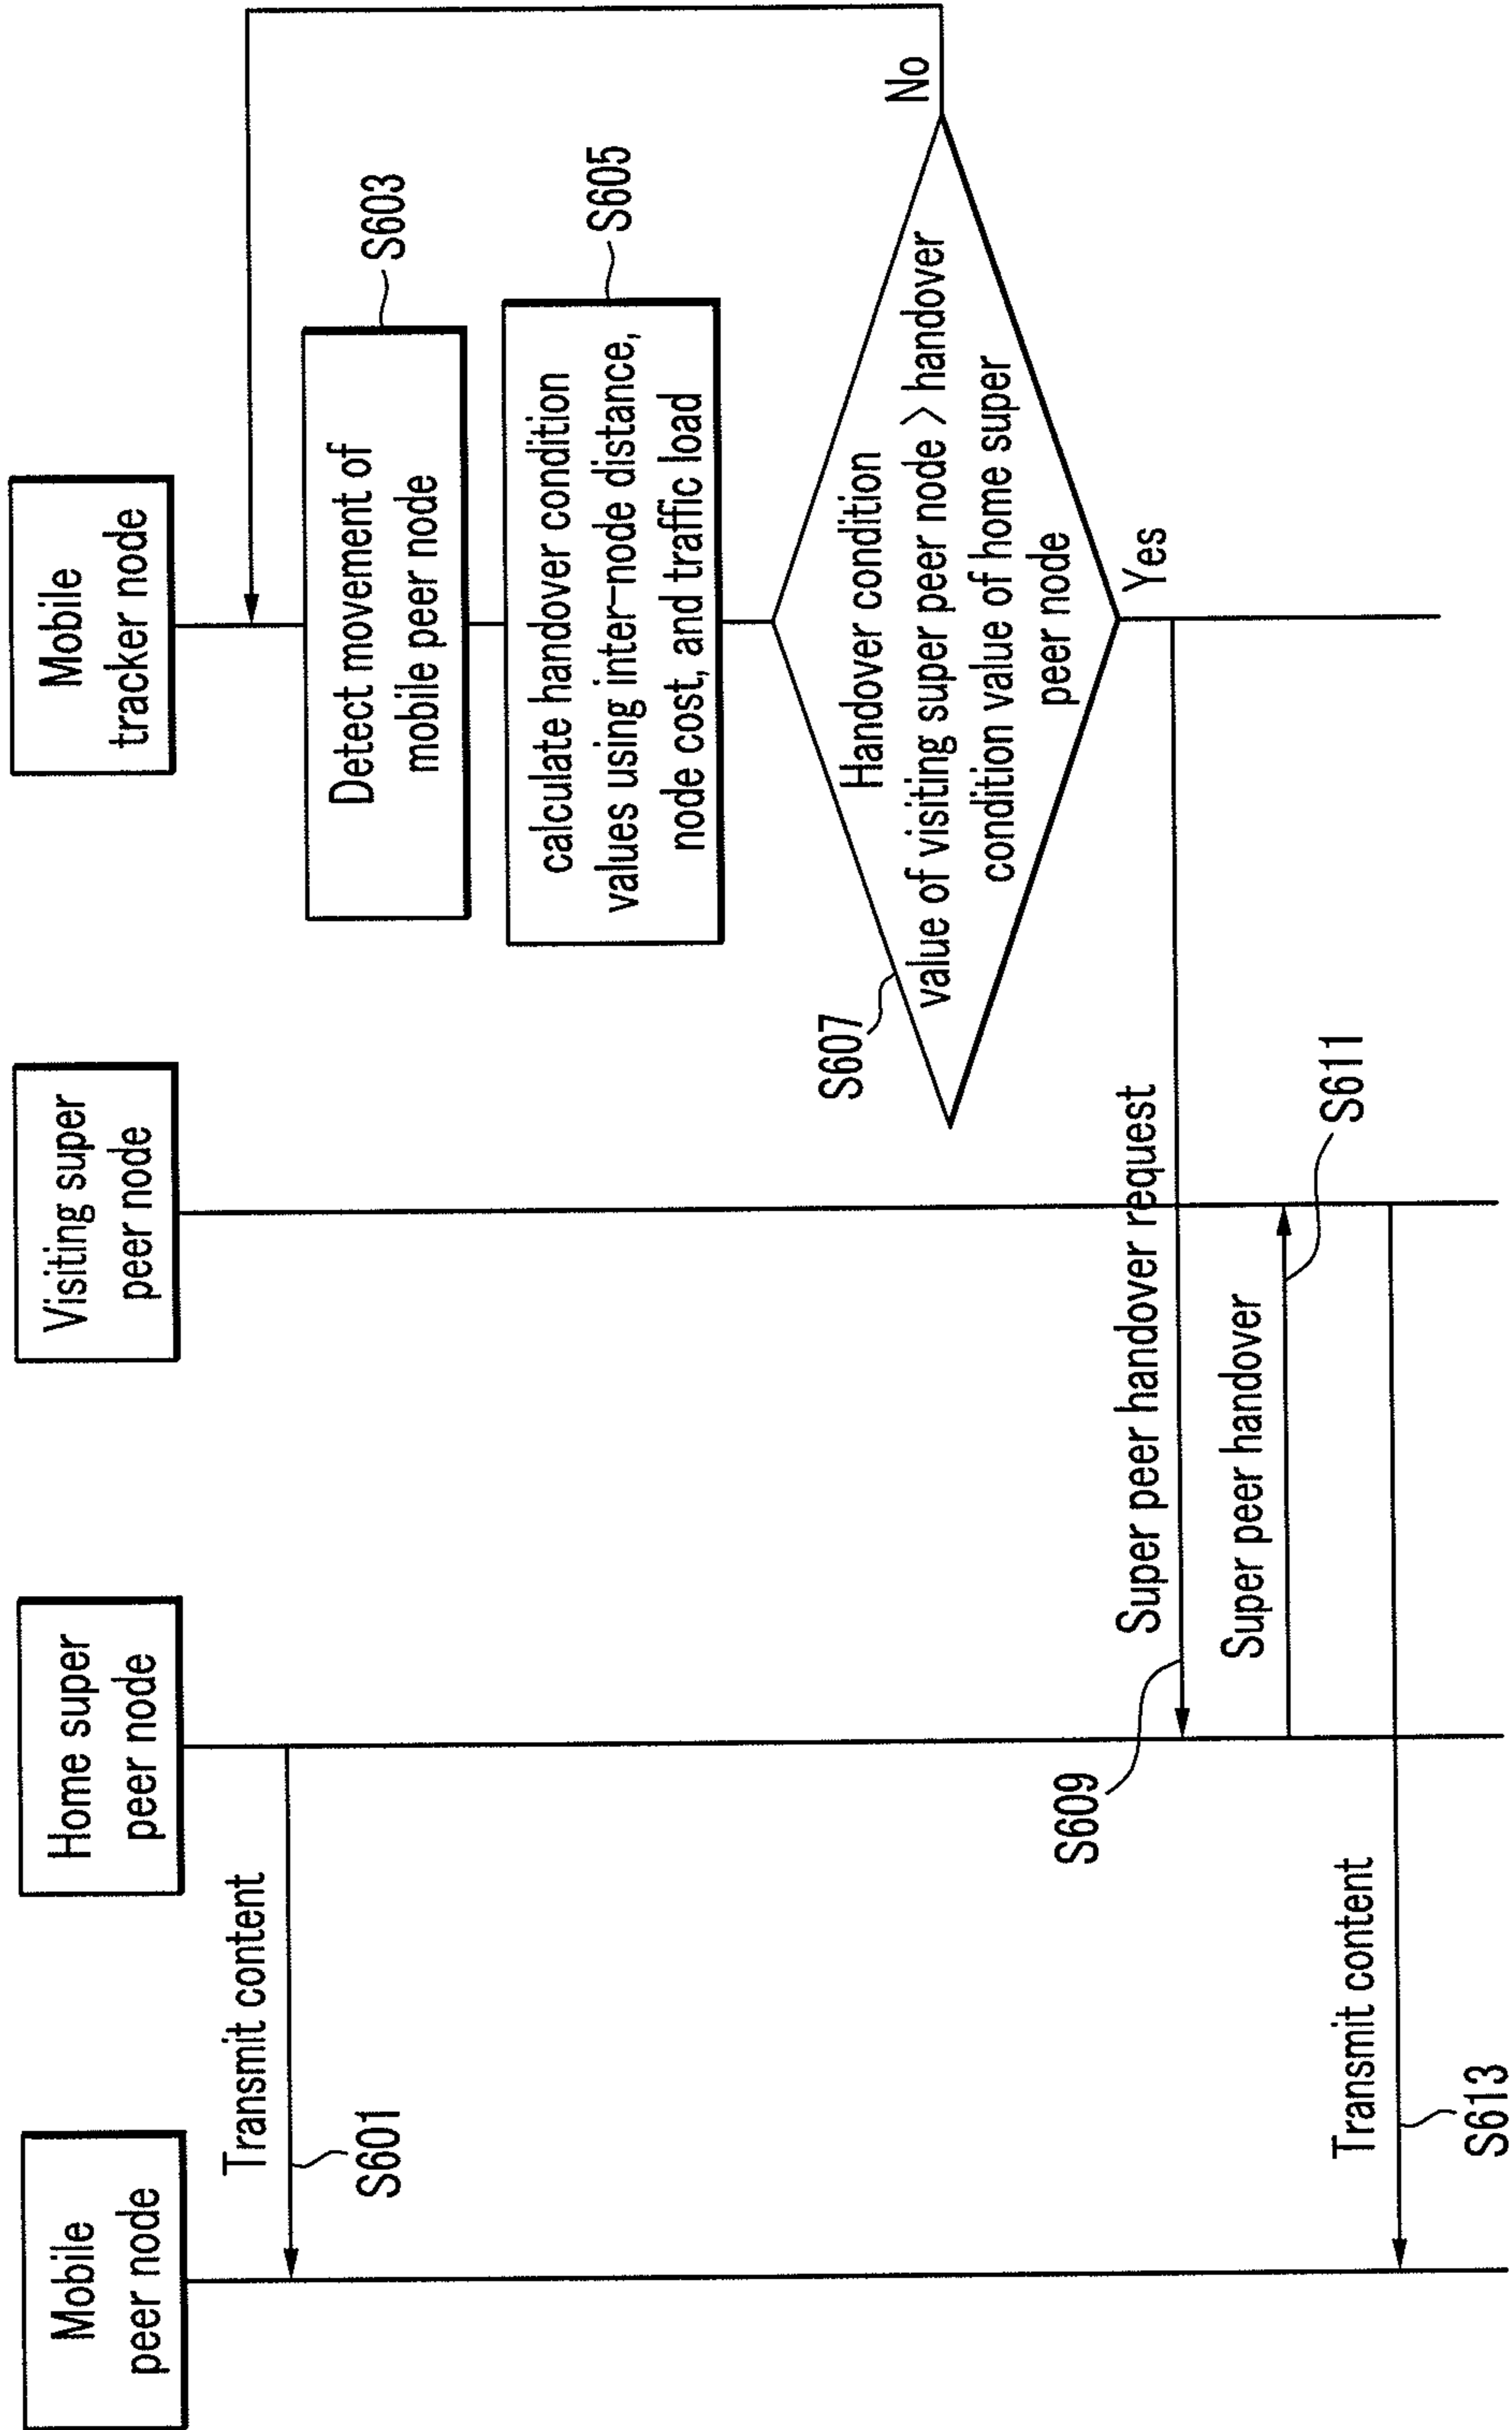 Mobile
peer node
Home super
peer node
Visiting super
peer node
Mobile
tracker node
Transmit content
S601
Detect movement of
mobile peer node
S603
calculate handover condition
values using inter-node distance,
node cost, and traffic load
S605
Handover condition
value of visiting super peer node > handover
condition value of home super
peer node
S607
No
Yes
Super peer handover request
S609
Super peer handover
S611
Transmit content
S613